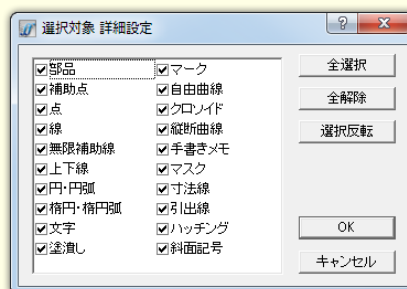 選択対象 詳細設定
部品
補助点
点
線
無限補助線
上下線
円・円弧
楕円・楕円弧
文字
塗潰し
マーク
自由曲線
クロソイド
縦断曲線
手書きメモ
マスク
寸法線
引出線
ハッチング
斜面記号
全選択
全解除
選択反転
OK
キャンセル